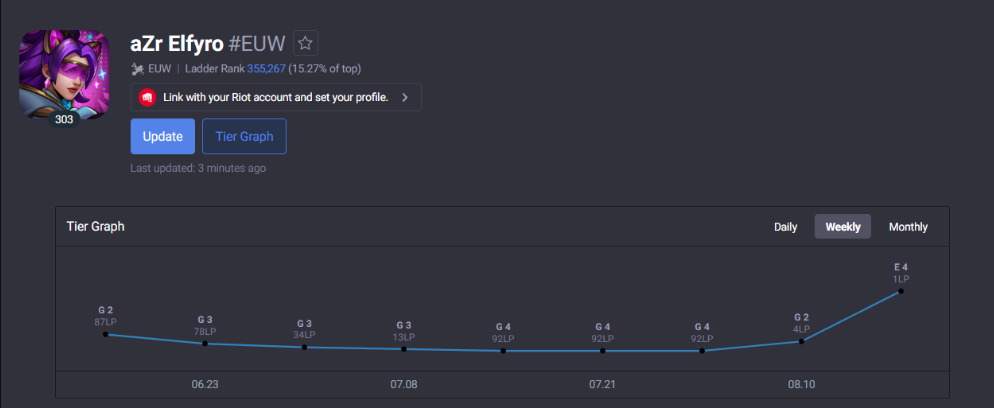 aZr Elfyro #EUW
EUW | Ladder Rank 355,267 (15.27% of top)
303
Link with your Riot account and set your profile.
Update Tier Graph
Last updated: 3 minutes ago
Tier Graph Daily Weekly Monthly
G 2
87LP
G 3
78LP
G 3
34LP
G 3
13LP
G 4
92LP
G 4
92LP
G 4
92LP
G 2
4LP
E 4
1LP
06.23 07.08 07.21 08.10